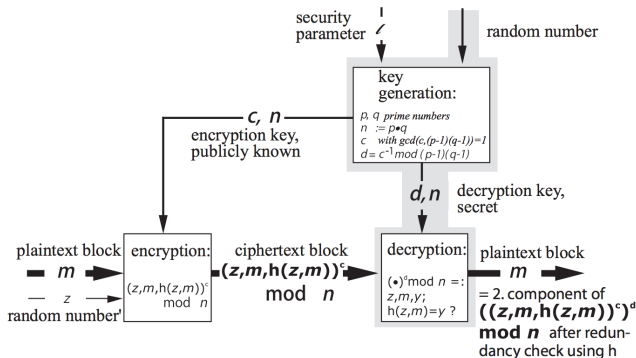 security
parameter
ℓ
random number
key
generation:
p, q prime numbers
n := p•q
c with gcd(c,(p-1)(q-1))=1
d = c⁻¹ mod (p-1)(q-1)
c, n
encryption key,
publicly known
d,n
decryption key,
secret
plaintext block
m
z
random number'
encryption:
(z,m,h(z,m))ᶜ
mod n
ciphertext block
(z,m,h(z,m))ᶜ
mod n
decryption:
(•)ᵈmod n =:
z,m,y;
h(z,m)=y ?
plaintext block
m
= 2. component of
((z,m,h(z,m))ᶜ)ᵈ
mod n after redun-
dancy check using h